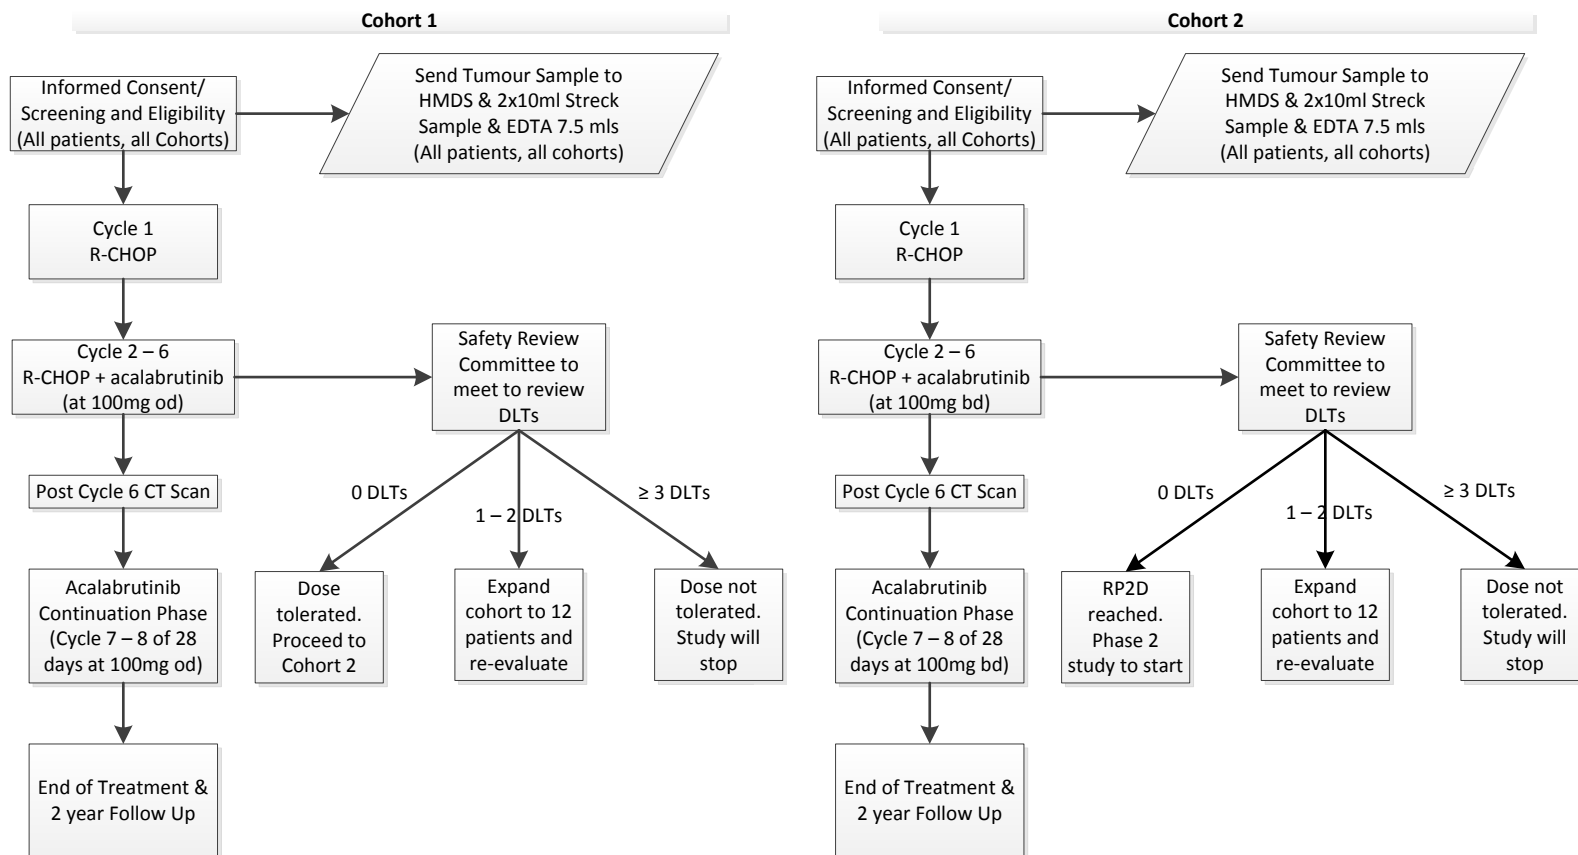 Cohort 1
Informed Consent/
Screening and Eligibility
(All patients, all Cohorts)
Send Tumour Sample to
HMDS & 2x10ml Streck
Sample & EDTA 7.5 mls
(All patients, all cohorts)
Cycle 1
R-CHOP
Cycle 2 – 6
R-CHOP + acalabrutinib
(at 100mg od)
Safety Review
Committee to
meet to review
DLTs
Post Cycle 6 CT Scan
0 DLTs
1 – 2 DLTs
≥ 3 DLTs
Acalabrutinib
Continuation Phase
(Cycle 7 – 8 of 28
days at 100mg od)
Dose
tolerated.
Proceed to
Cohort 2
Expand
cohort to 12
patients and
re-evaluate
Dose not
tolerated.
Study will
stop
End of Treatment &
2 year Follow Up
Cohort 2
Informed Consent/
Screening and Eligibility
(All patients, all Cohorts)
Send Tumour Sample to
HMDS & 2x10ml Streck
Sample & EDTA 7.5 mls
(All patients, all cohorts)
Cycle 1
R-CHOP
Cycle 2 – 6
R-CHOP + acalabrutinib
(at 100mg bd)
Safety Review
Committee to
meet to review
DLTs
Post Cycle 6 CT Scan
0 DLTs
1 – 2 DLTs
≥ 3 DLTs
Acalabrutinib
Continuation Phase
(Cycle 7 – 8 of 28
days at 100mg bd)
RP2D
reached.
Phase 2
study to start
Expand
cohort to 12
patients and
re-evaluate
Dose not
tolerated.
Study will
stop
End of Treatment &
2 year Follow Up